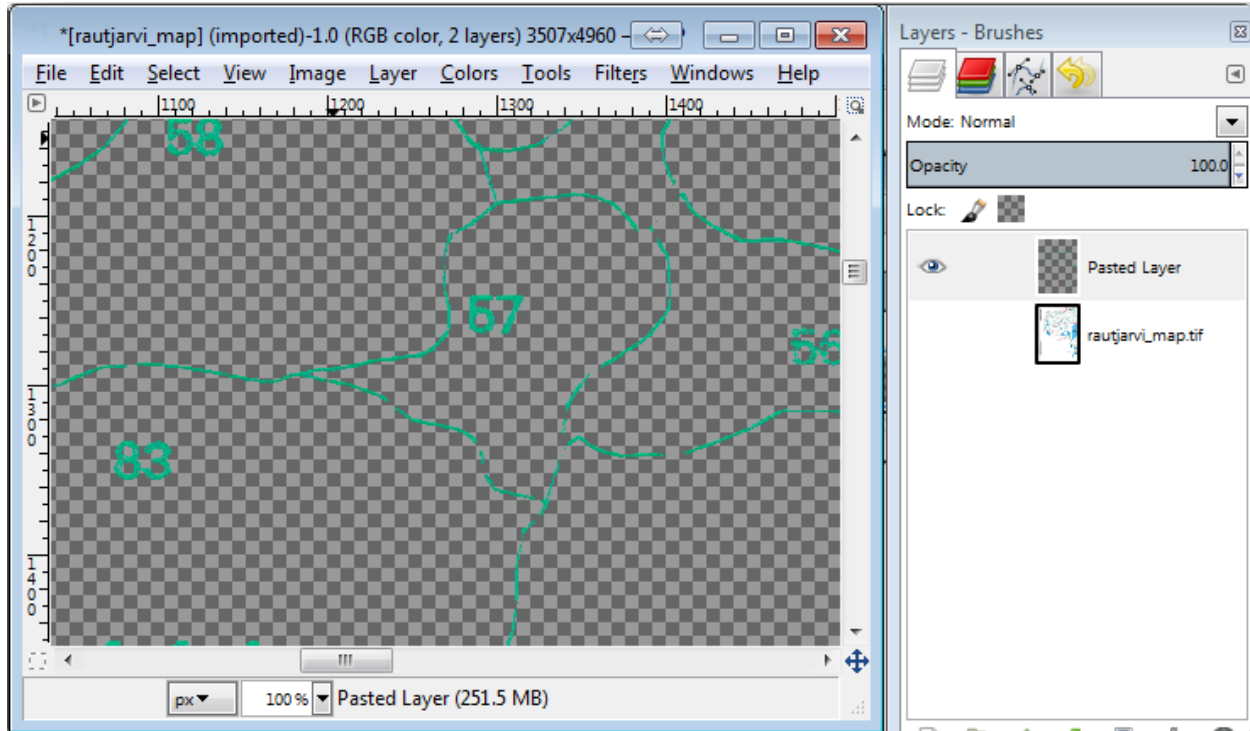 *[rautjarvi_map] (imported)-1.0 (RGB color, 2 layers) 3507x4960 –
File Edit Select View Image Layer Colors Tools Filters Windows Help
1100 1200 1300 1400
1200
1300
1400
58
57
56
83
px 100 % Pasted Layer (251.5 MB)
Layers - Brushes
Mode: Normal
Opacity 100.0
Lock:
Pasted Layer
rautjarvi_map.tif